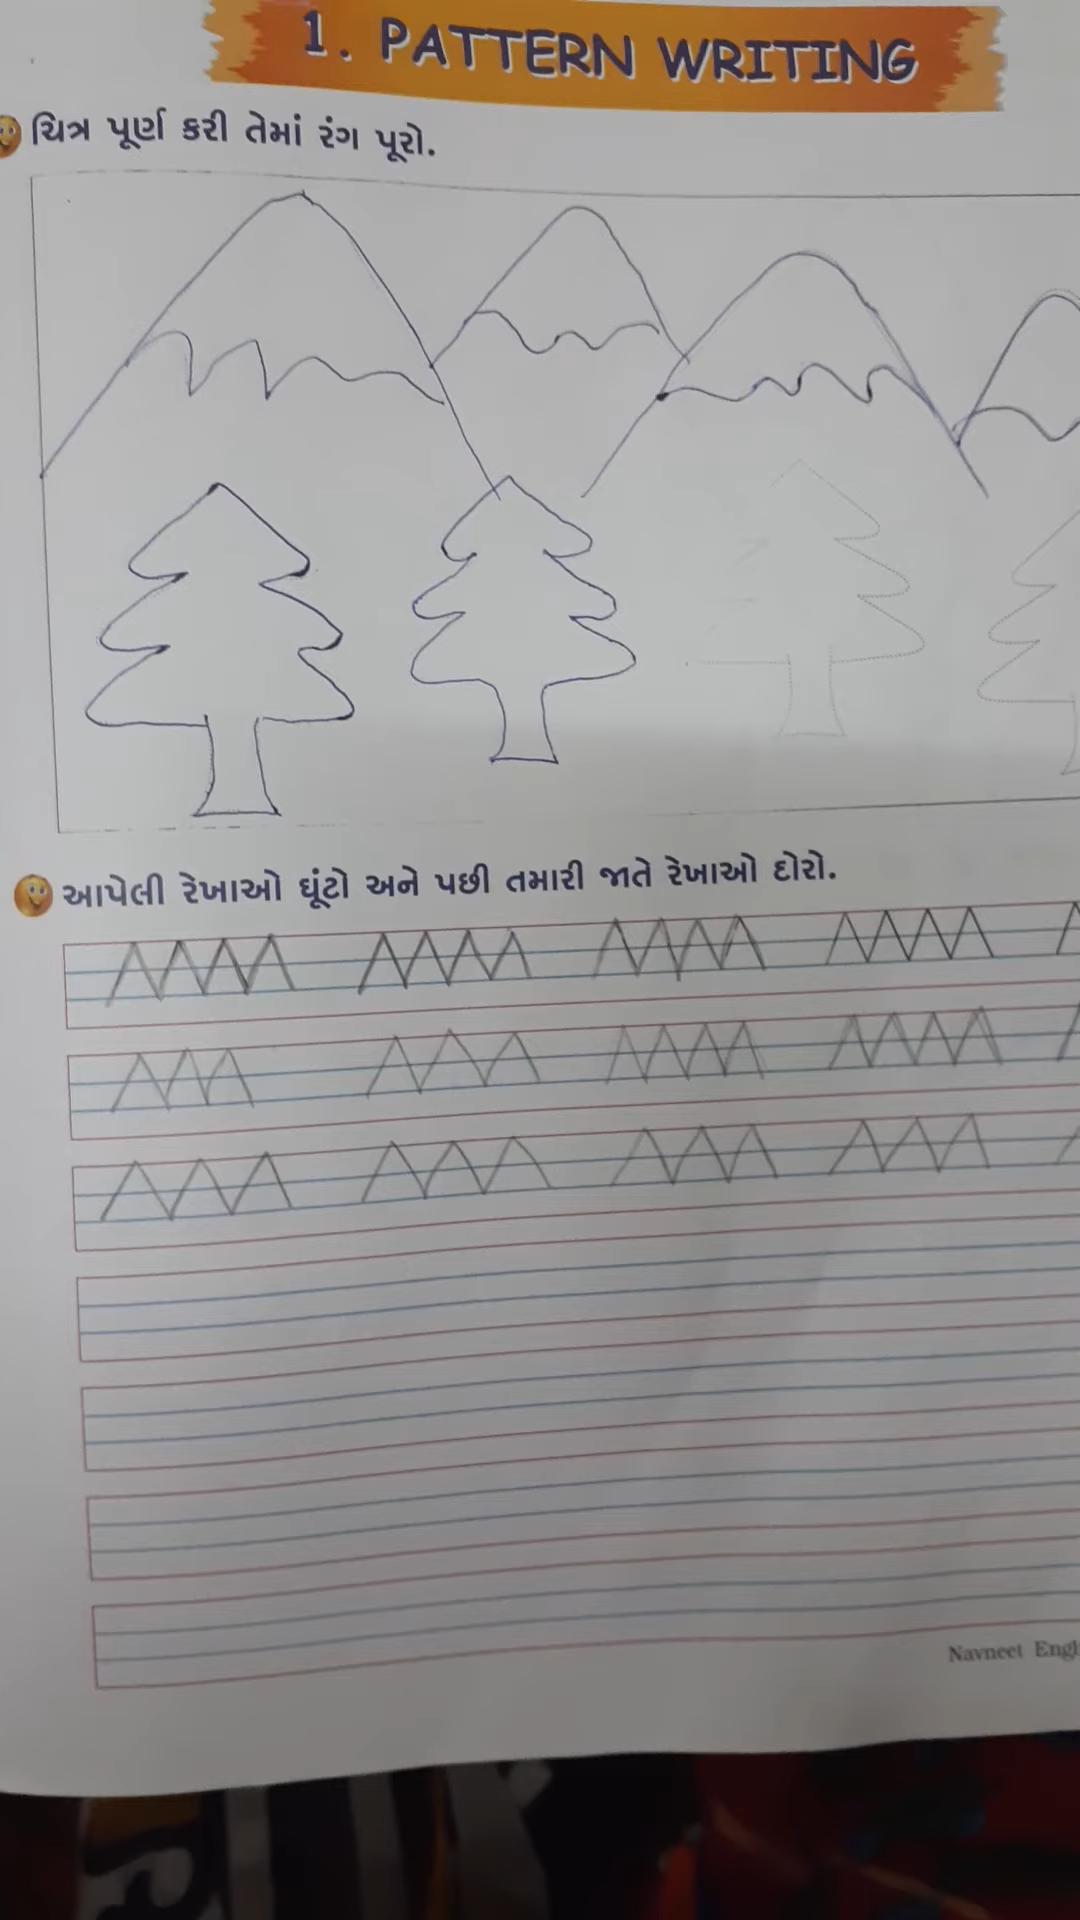 1. PATTERN WRITING
ચિત્ર પૂર્ણ કરી તેમાં રંગ પૂરો.
આપેલી રેખાઓ ઘૂંટો અને પછી તમારી જાતે રેખાઓ દોરો.
Navneet